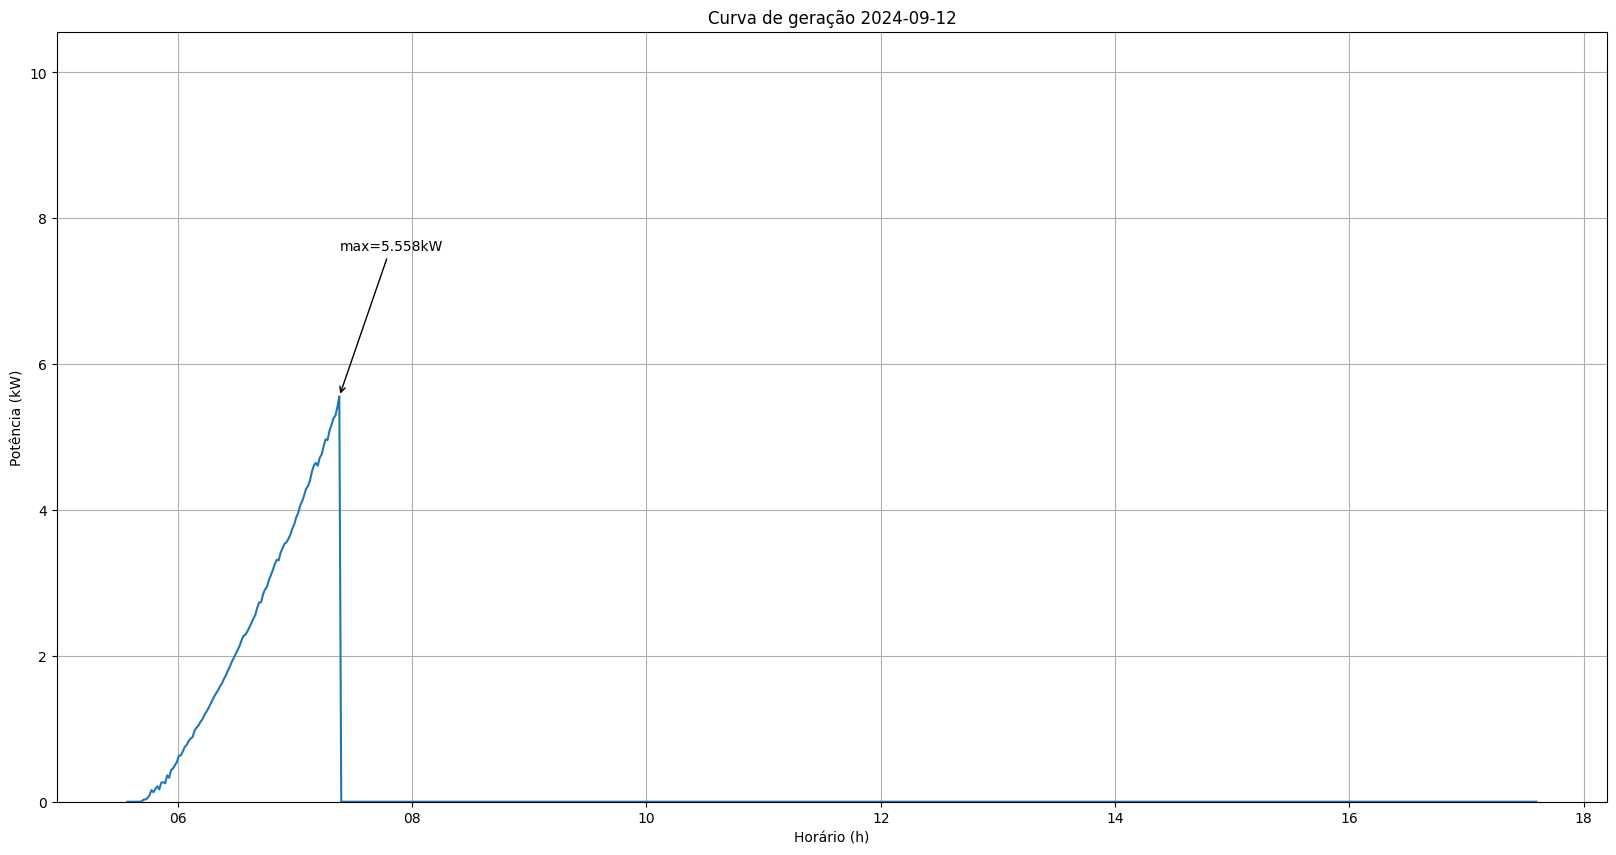 Curva de geração 2024-09-12
10
8
max=5.558kW
6
Potência (kW)
4
2
0
06 08 10 12 14 16 18
Horário (h)